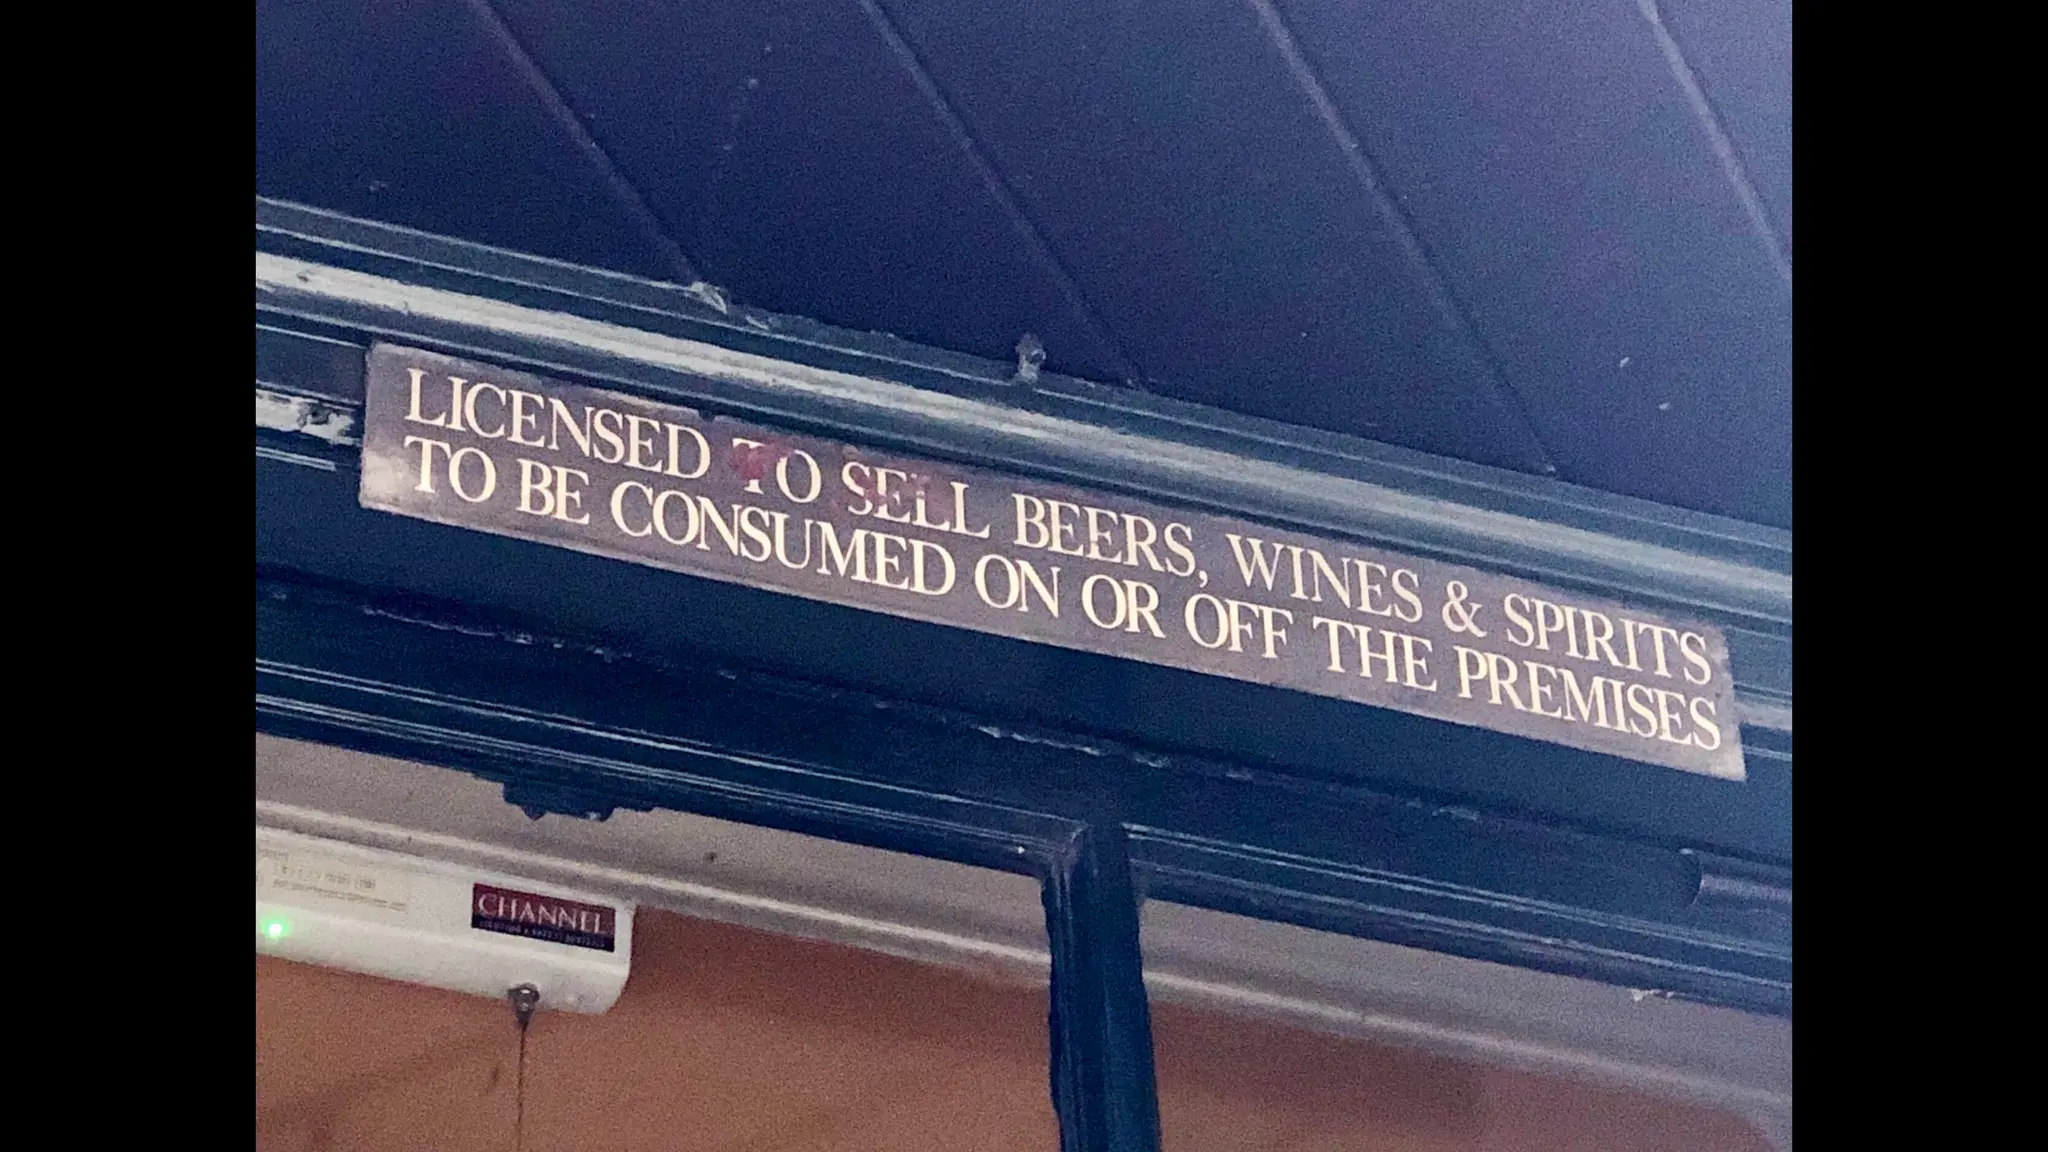 LICENSED TO SELL BEERS, WINES & SPIRITS
TO BE CONSUMED ON OR OFF THE PREMISES
CHANNEL